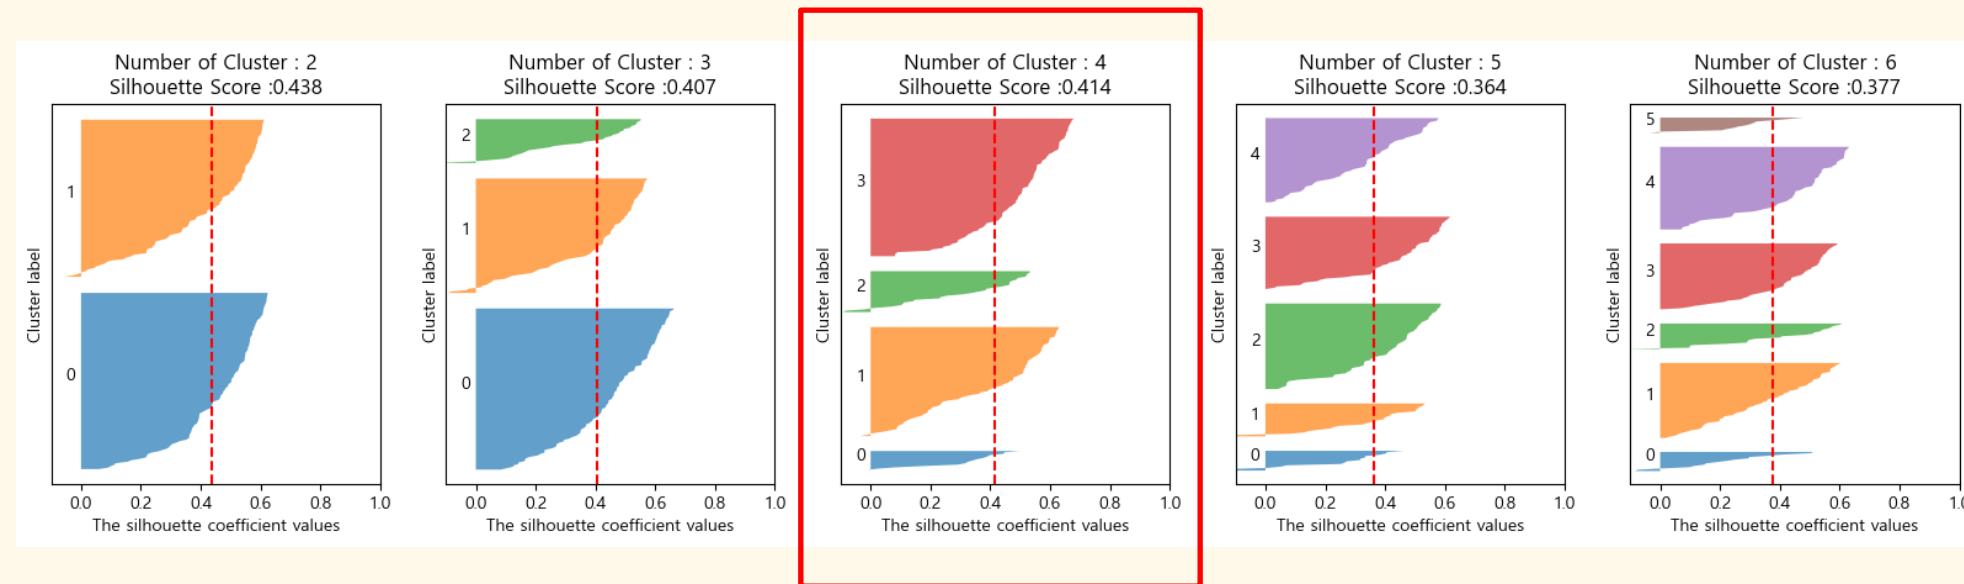 Number of Cluster : 2
Silhouette Score :0.438
1
0
Cluster label
0.0 0.2 0.4 0.6 0.8 1.0
The silhouette coefficient values
Number of Cluster : 3
Silhouette Score :0.407
2
1
0
Cluster label
0.0 0.2 0.4 0.6 0.8 1.0
The silhouette coefficient values
Number of Cluster : 4
Silhouette Score :0.414
3
2
1
0
Cluster label
0.0 0.2 0.4 0.6 0.8 1.0
The silhouette coefficient values
Number of Cluster : 5
Silhouette Score :0.364
4
3
2
1
0
Cluster label
0.0 0.2 0.4 0.6 0.8 1.0
The silhouette coefficient values
Number of Cluster : 6
Silhouette Score :0.377
5
4
3
2
1
0
Cluster label
0.0 0.2 0.4 0.6 0.8 1.0
The silhouette coefficient values